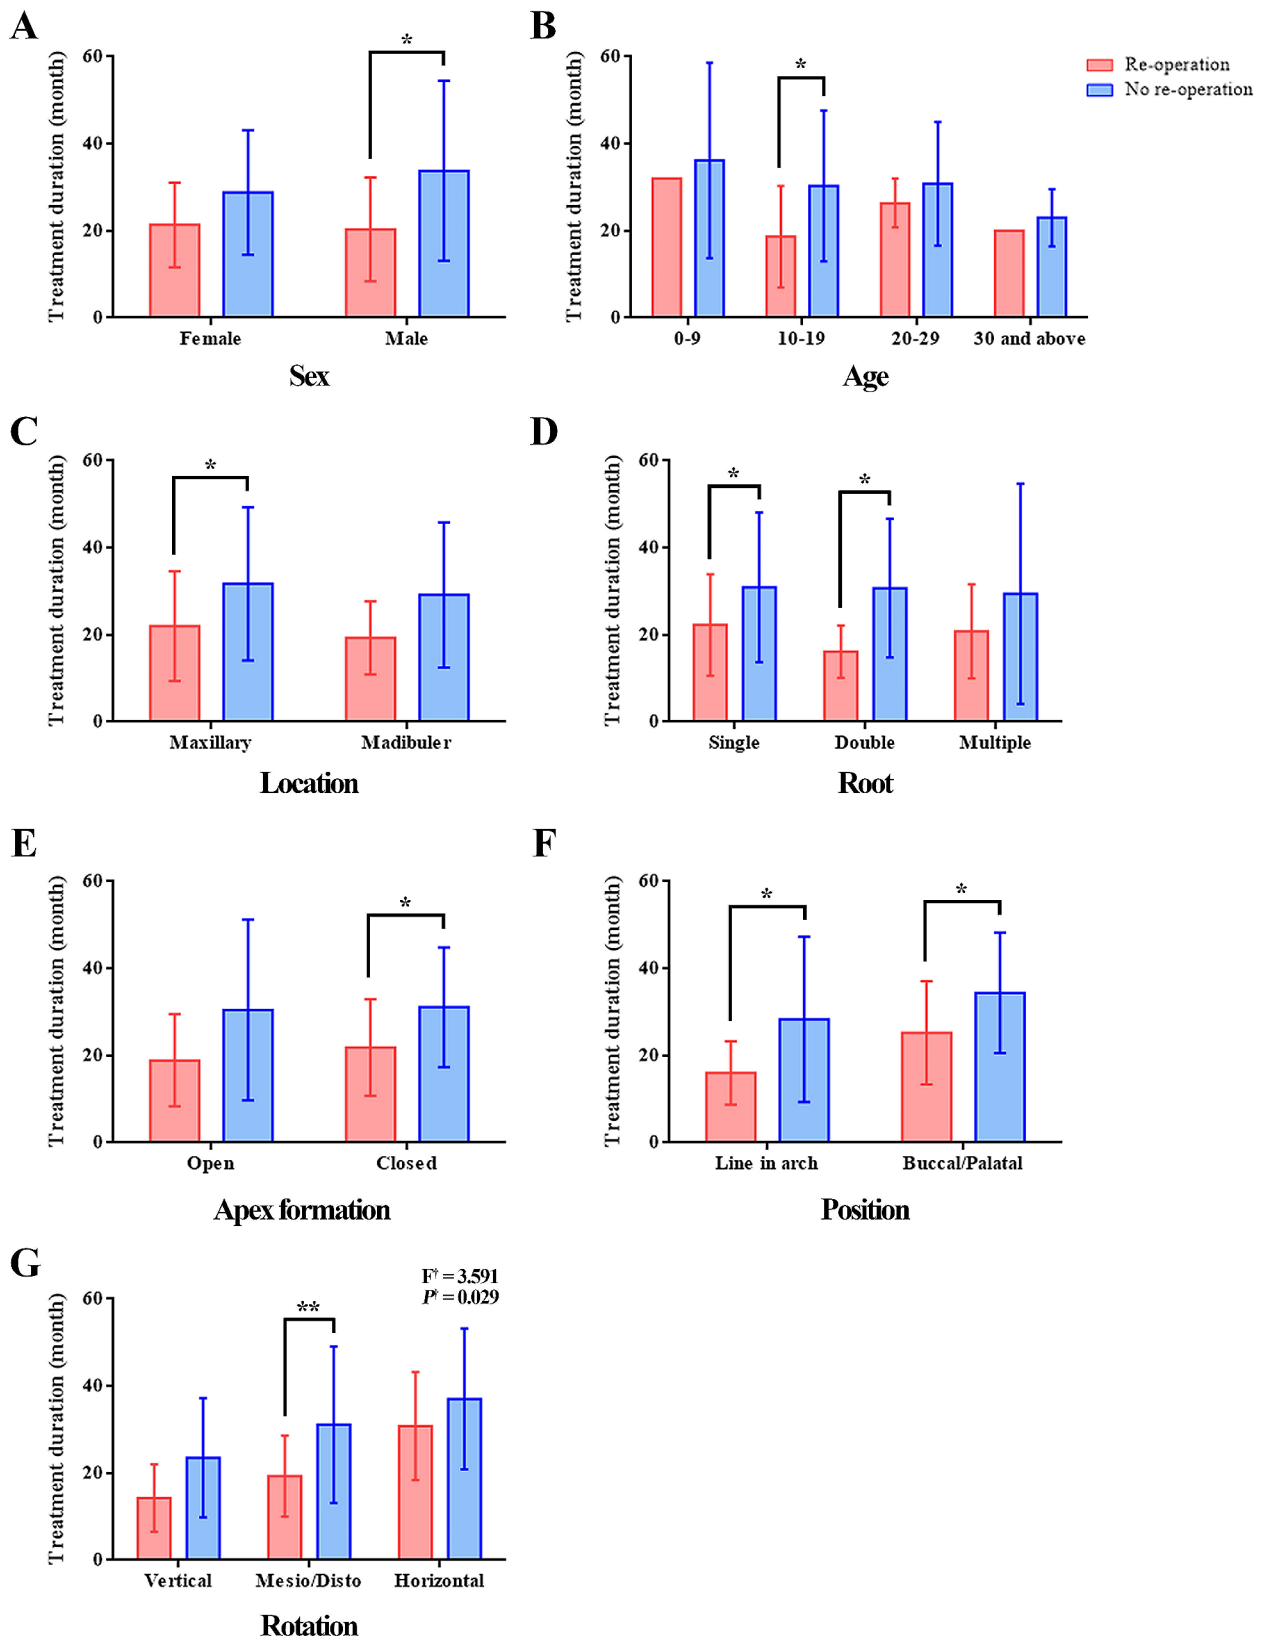 A
Treatment duration (month)
60
40
20
0
*
Female
Male
Sex
B
Treatment duration (month)
60
40
20
0
*
0-9
10-19
20-29
30 and above
Age
Re-operation
No re-operation
C
Treatment duration (month)
60
40
20
0
*
Maxillary
Madibuler
Location
D
Treatment duration (month)
60
40
20
0
*
*
Single
Double
Multiple
Root
E
Treatment duration (month)
60
40
20
0
*
Open
Closed
Apex formation
F
Treatment duration (month)
60
40
20
0
*
*
Line in arch
Buccal/Palatal
Position
G
Treatment duration (month)
60
40
20
0
**
F† = 3.591
P† = 0.029
Vertical
Mesio/Disto
Horizontal
Rotation